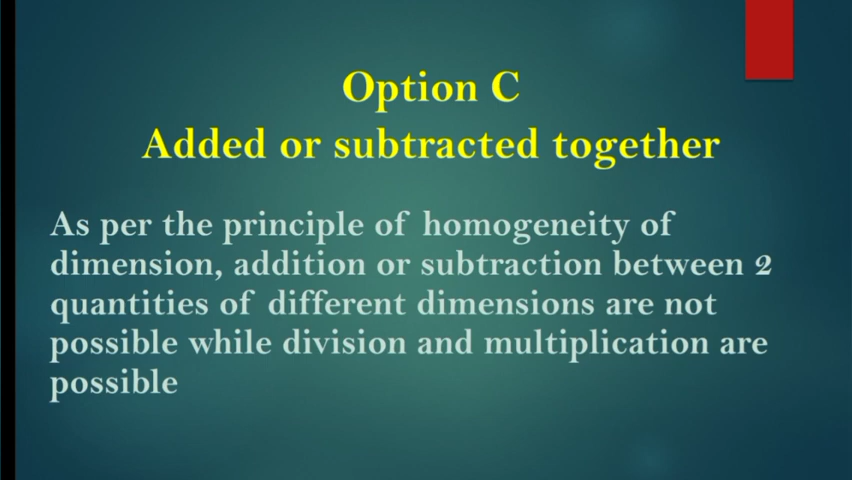 Option C
Added or subtracted together
As per the principle of homogeneity of
dimension, addition or subtraction between 2
quantities of different dimensions are not
possible while division and multiplication are
possible